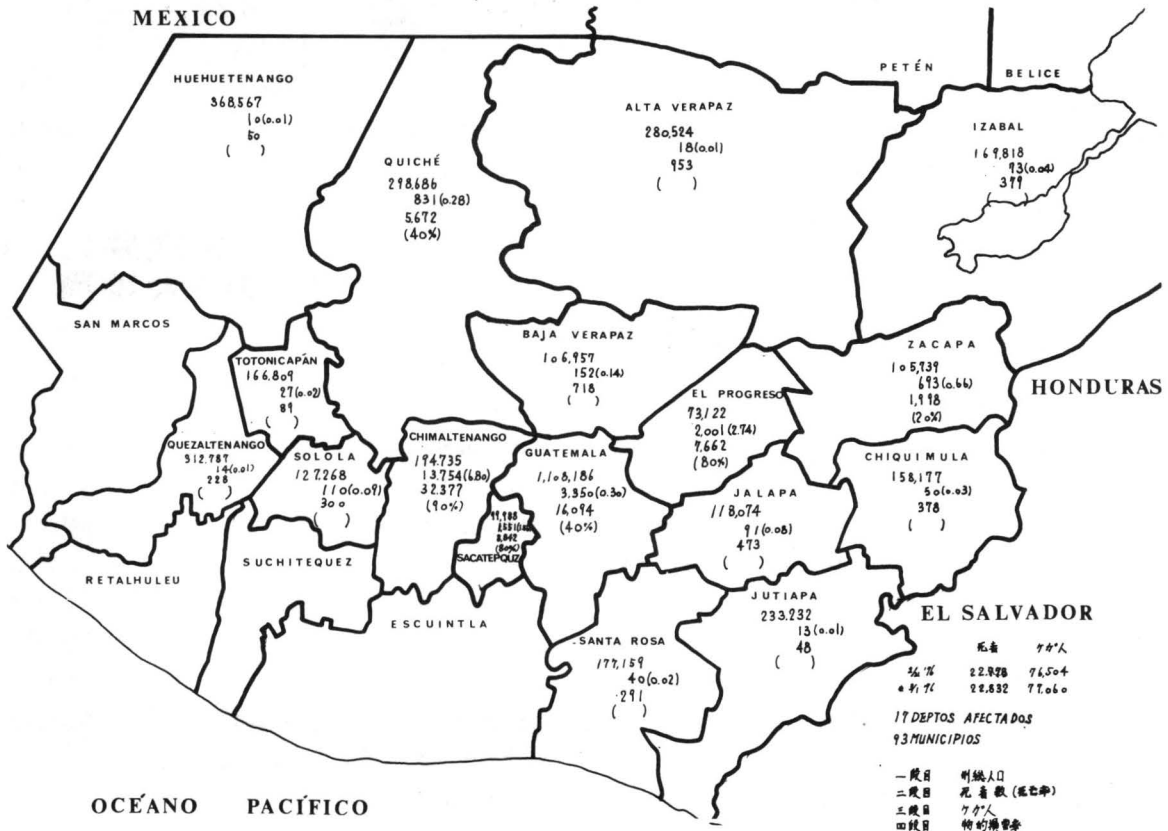 MEXICO
HUEHUETENANGO
368,567
10(0.01)
50
( )
QUICHÉ
298,686
831(0.28)
5,672
(40%)
ALTA VERAPAZ
280,524
18(0.01)
953
( )
PETÉN
BELICE
IZABAL
169,818
73(0.04)
379
( )
SAN MARCOS
TOTONICAPÁN
166.809
27(0.02)
89
( )
BAJA VERAPAZ
106,957
152(0.14)
718
( )
EL PROGRESO
73,122
2,001(2.74)
7,662
(80%)
ZACAPA
105,739
693(0.66)
1,998
(20%)
HONDURAS
QUEZALTENANGO
312.787
14(0.01)
228
( )
SOLOLA
127.268
110(0.09)
300
( )
CHIMALTENANGO
194.735
13.754(6.80)
32.377
(90%)
GUATEMALA
1,108,186
3,350(0.30)
16,094
(40%)
(80%)
SACATEPQUZ
JALAPA
118,074
91(0.08)
473
( )
CHIQUIMULA
158,177
50(0.03)
378
( )
RETALHULEU
SUCHITEQUEZ
ESCUINTLA
SANTA ROSA
177,159
40(0.02)
291
( )
JUTIAPA
233.232
13(0.01)
48
( )
EL SALVADOR
死者 ケガ人
76,504
22.832 77.060
17 DEPTOS AFECTADOS
93 MUNICIPIOS
一段目 州総人口
二段目 死者数(死亡率)
三段目 ケガ人
四段目 物的損害
OCÉANO PACÍFICO